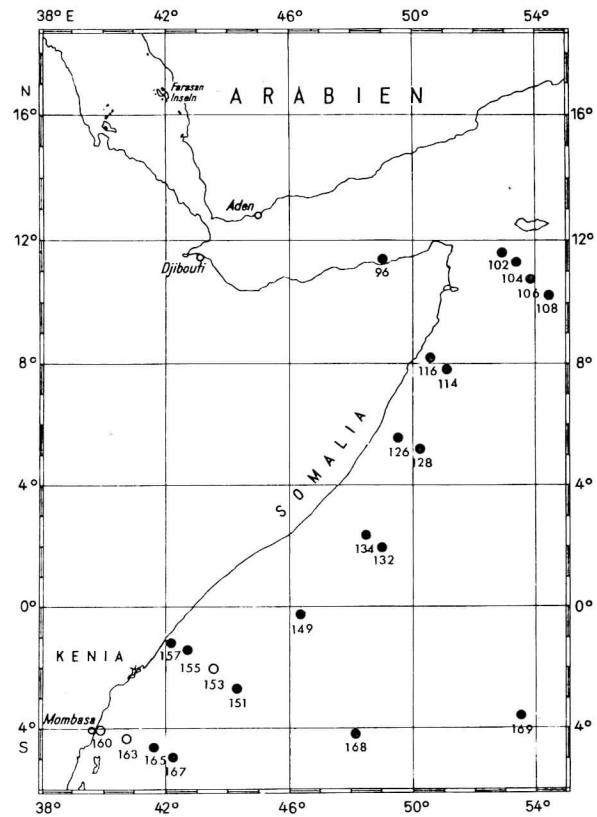 38° E 42° 46° 50° 54°
N
Farasan
Inseln
ARABIEN
16° 16°
Aden
12° 12°
Djibouti
96
102
104
106
108
8° 8°
116
114
126
128
SOMALIA
4° 4°
134
132
0° 0°
149
KENIA
157
155
153
151
Mombasa
4° 4°
S
160
163
165
167
168
169
38° 42° 46° 50° 54°